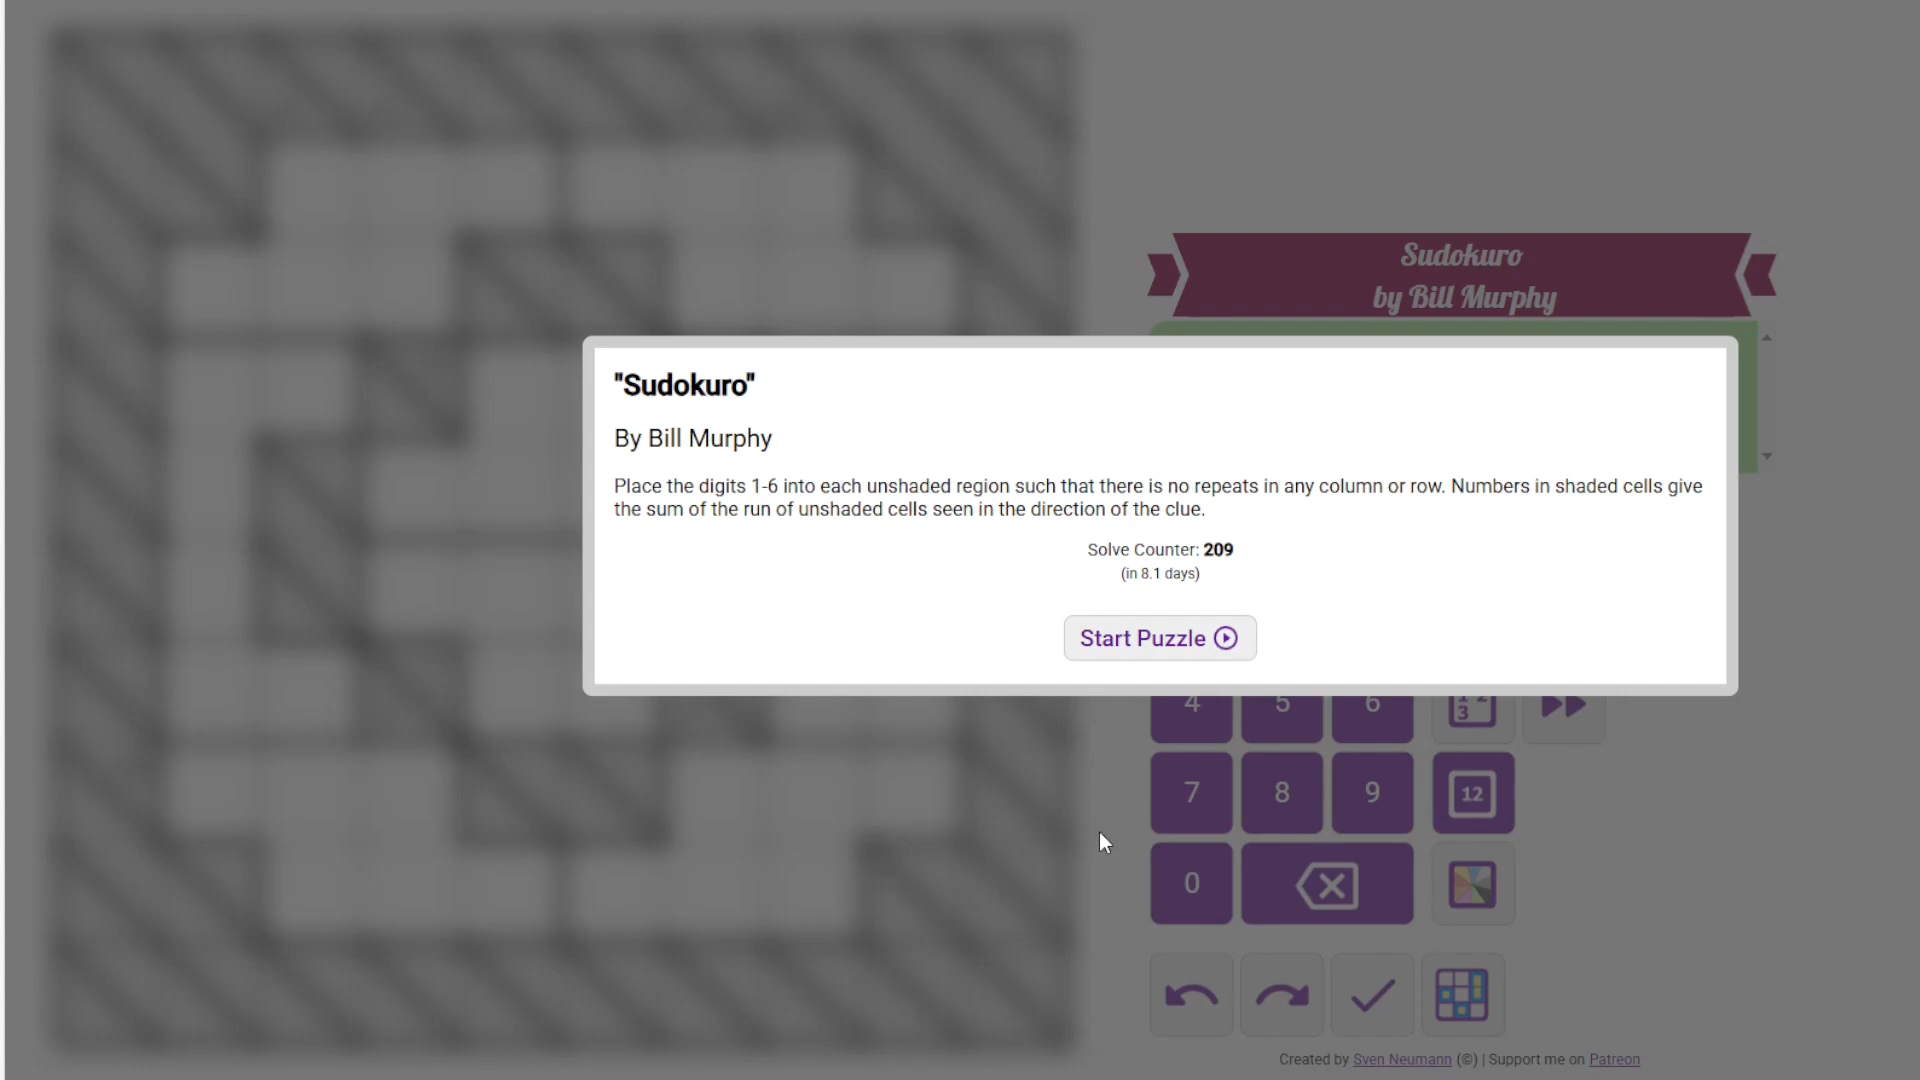 Sudokuro
by Bill Murphy
"Sudokuro"
By Bill Murphy
Place the digits 1-6 into each unshaded region such that there is no repeats in any column or row. Numbers in shaded cells give
the sum of the run of unshaded cells seen in the direction of the clue.
Solve Counter: 209
(in 8.1 days)
Start Puzzle
4 5 6 1 2
3
7 8 9 12
0
Created by Sven Neumann (©) | Support me on Patreon